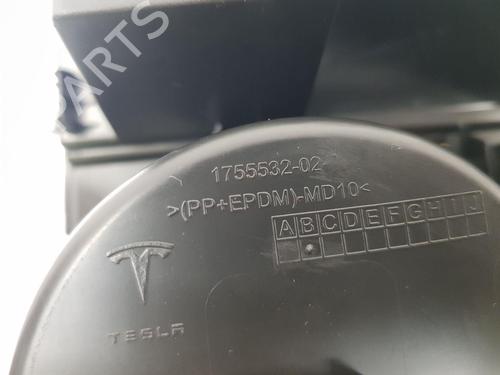 1755532-02
>(PP+EPDM)-MD10<
A B C D E F G H I J
TESLA
B-PARTS